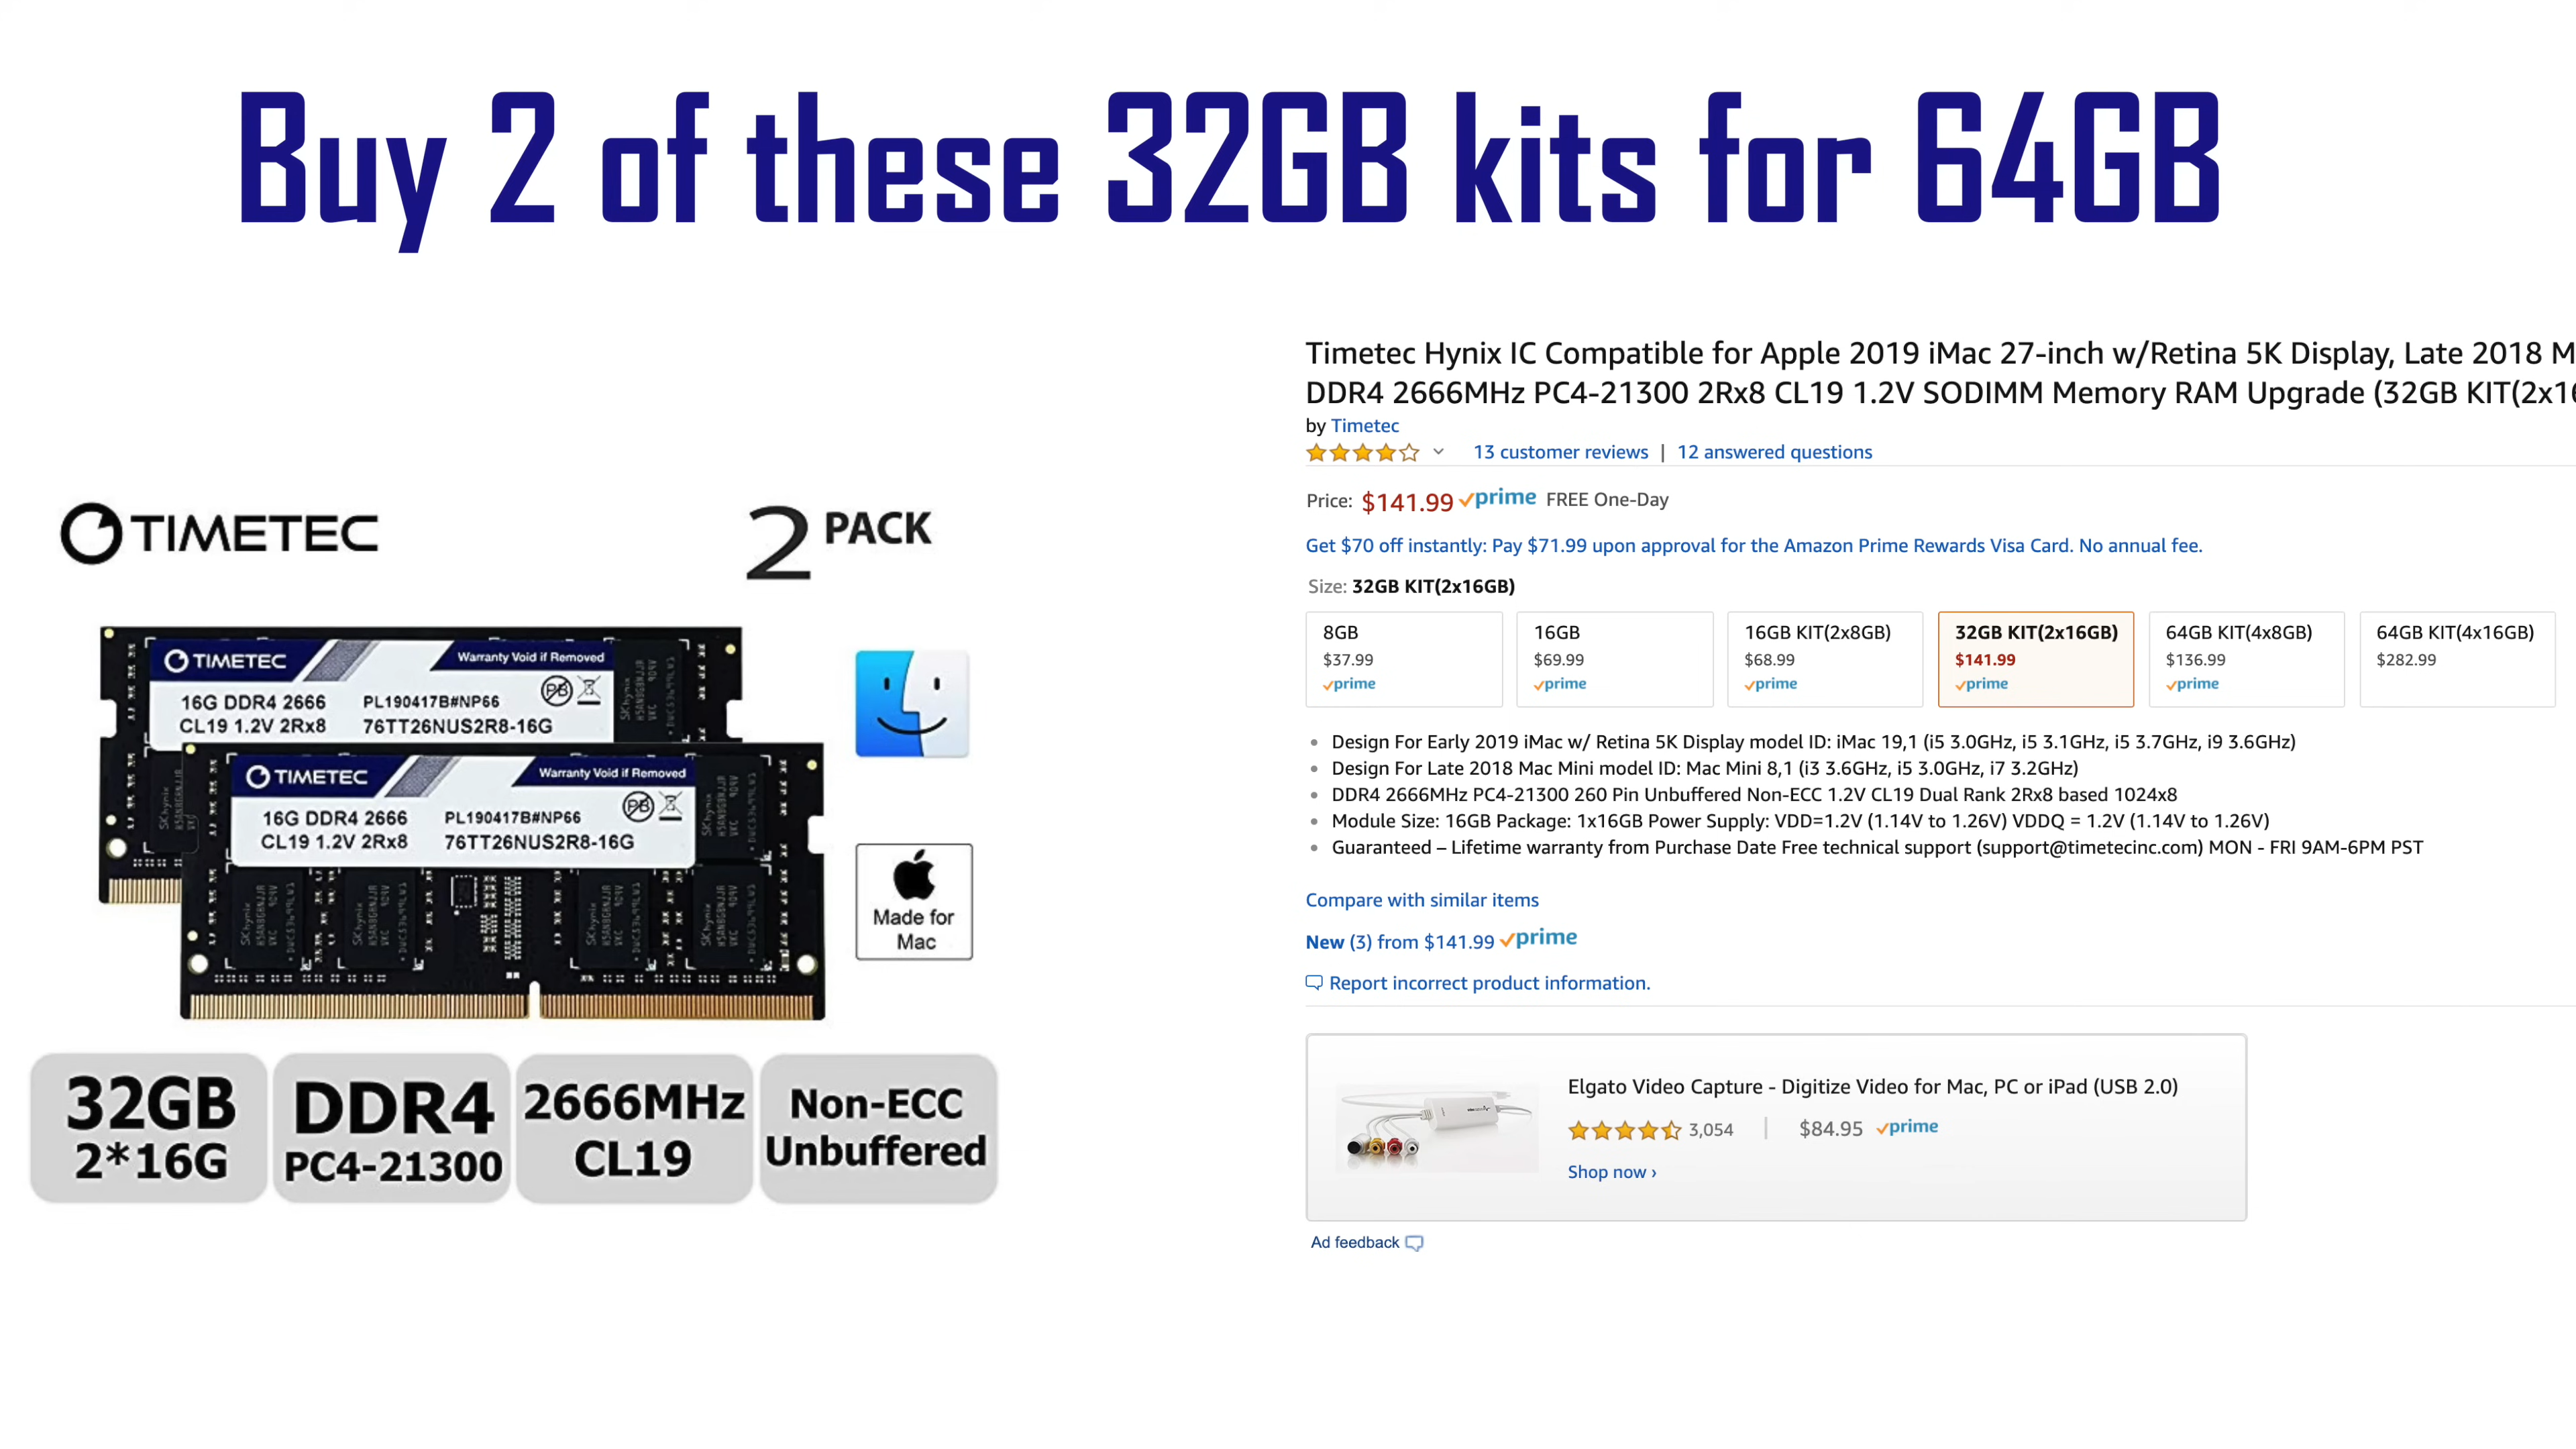 Buy 2 of these 32GB kits for 64GB
TIMETEC
2 PACK
TIMETEC
Warranty Void if Removed
16G DDR4 2666 PL190417B#NP66
CL19 1.2V 2Rx8 76TT26NUS2R8-16G
TIMETEC
Warranty Void if Removed
16G DDR4 2666 PL190417B#NP66
CL19 1.2V 2Rx8 76TT26NUS2R8-16G
Made for
Mac
32GB
2*16G
DDR4
PC4-21300
2666MHz
CL19
Non-ECC
Unbuffered
Timetec Hynix IC Compatible for Apple 2019 iMac 27-inch w/Retina 5K Display, Late 2018 M
DDR4 2666MHz PC4-21300 2Rx8 CL19 1.2V SODIMM Memory RAM Upgrade (32GB KIT(2x16
by Timetec
13 customer reviews | 12 answered questions
Price: $141.99 prime FREE One-Day
Get $70 off instantly: Pay $71.99 upon approval for the Amazon Prime Rewards Visa Card. No annual fee.
Size: 32GB KIT(2x16GB)
8GB
$37.99
prime
16GB
$69.99
prime
16GB KIT(2x8GB)
$68.99
prime
32GB KIT(2x16GB)
$141.99
prime
64GB KIT(4x8GB)
$136.99
prime
64GB KIT(4x16GB)
$282.99
Design For Early 2019 iMac w/ Retina 5K Display model ID: iMac 19,1 (i5 3.0GHz, i5 3.1GHz, i5 3.7GHz, i9 3.6GHz)
Design For Late 2018 Mac Mini model ID: Mac Mini 8,1 (i3 3.6GHz, i5 3.0GHz, i7 3.2GHz)
DDR4 2666MHz PC4-21300 260 Pin Unbuffered Non-ECC 1.2V CL19 Dual Rank 2Rx8 based 1024x8
Module Size: 16GB Package: 1x16GB Power Supply: VDD=1.2V (1.14V to 1.26V) VDDQ = 1.2V (1.14V to 1.26V)
Guaranteed – Lifetime warranty from Purchase Date Free technical support (support@timetecinc.com) MON - FRI 9AM-6PM PST
Compare with similar items
New (3) from $141.99 prime
Report incorrect product information.
Elgato Video Capture - Digitize Video for Mac, PC or iPad (USB 2.0)
3,054 | $84.95 prime
Shop now ›
Ad feedback